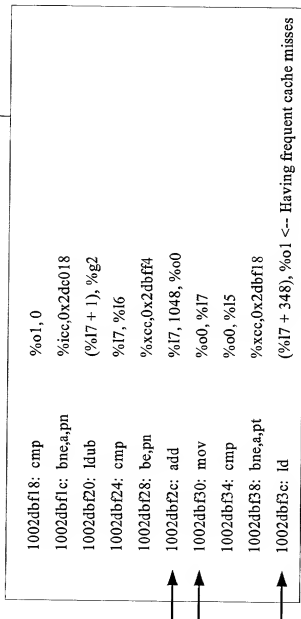 1002dbf18: cmp %o1, 0
1002dbf1c: bne,a,pn %icc,0x2dc018
1002dbf20: ldub (%l7 + 1), %g2
1002dbf24: cmp %l7, %l6
1002dbf28: be,pn %xcc,0x2dbff4
1002dbf2c: add %l7, 1048, %o0
1002dbf30: mov %o0, %l7
1002dbf34: cmp %o0, %l5
1002dbf38: bne,a,pt %xcc,0x2dbf18
1002dbf3c: ld (%l7 + 348), %o1 <-- Having frequent cache misses